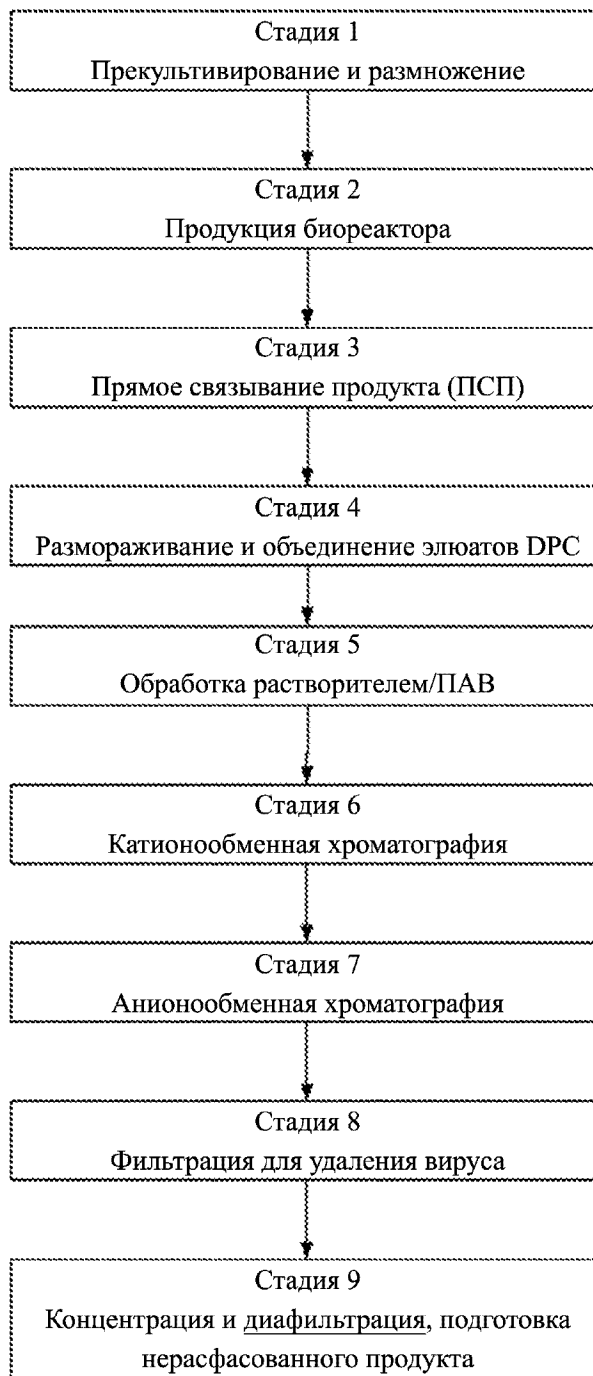 Стадия 1
Прекультивирование и размножение
Стадия 2
Продукция биореактора
Стадия 3
Прямое связывание продукта (ПСП)
Стадия 4
Размораживание и объединение элюатов DPC
Стадия 5
Обработка растворителем/ПАВ
Стадия 6
Катионообменная хроматография
Стадия 7
Анионообменная хроматография
Стадия 8
Фильтрация для удаления вируса
Стадия 9
Концентрация и диафильтрация, подготовка
нерасфасованного продукта